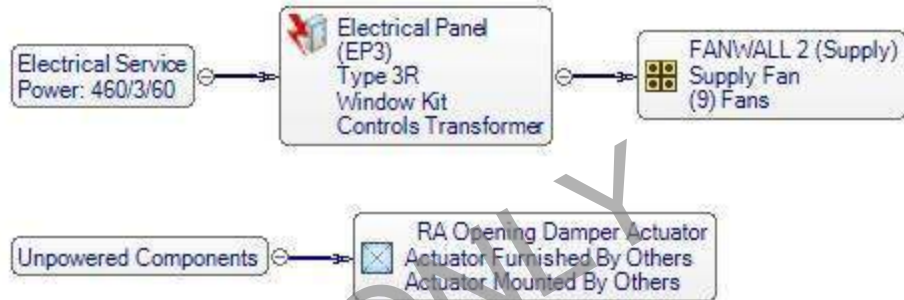 Electrical Service
Power: 460/3/60
Electrical Panel
(EP3)
Type 3R
Window Kit
Controls Transformer
FANWALL 2 (Supply)
Supply Fan
(9) Fans
Unpowered Components
RA Opening Damper Actuator
Actuator Furnished By Others
Actuator Mounted By Others
ONLY